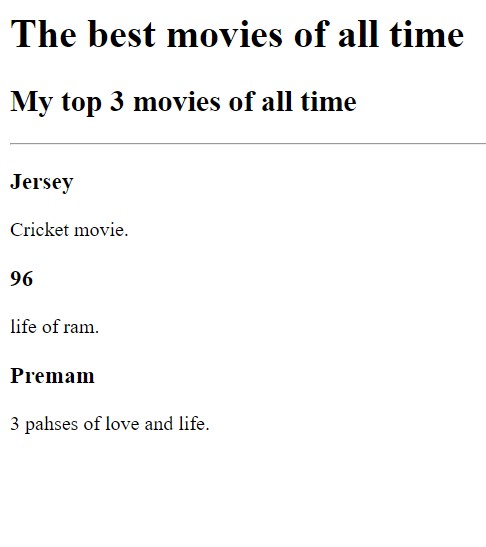 The best movies of all time
My top 3 movies of all time
Jersey
Cricket movie.
96
life of ram.
Premam
3 pahses of love and life.